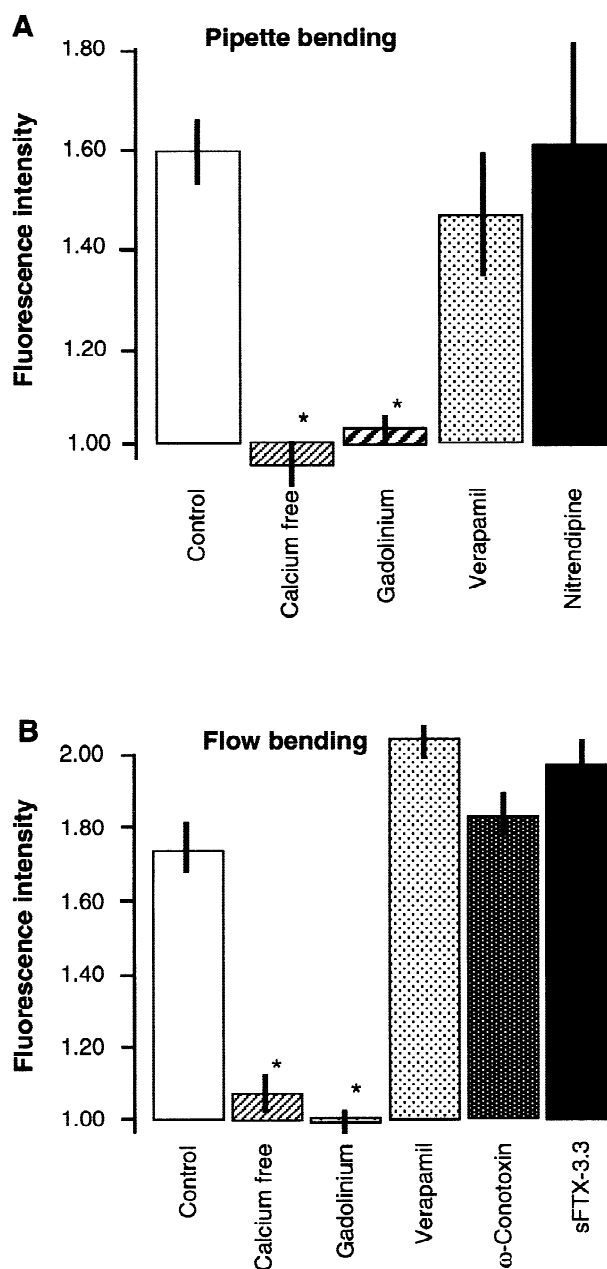 A
Pipette bending
Fluorescence intensity
1.80
1.60
1.40
1.20
1.00
*
*
Control
Calcium free
Gadolinium
Verapamil
Nitrendipine
B
Flow bending
Fluorescence intensity
2.00
1.80
1.60
1.40
1.20
1.00
*
*
Control
Calcium free
Gadolinium
Verapamil
ω-Conotoxin
sFTX-3.3